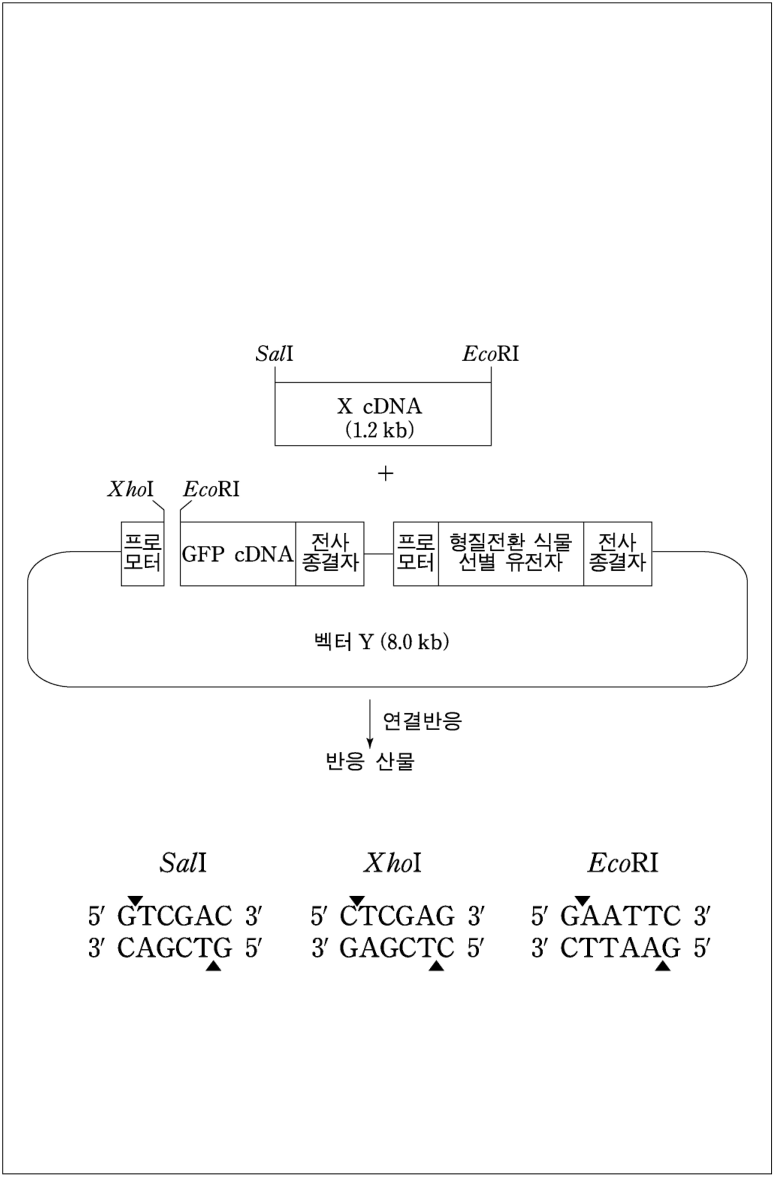 SalI EcoRI
X cDNA
(1.2 kb)
+
XhoI EcoRI
프로모터 GFP cDNA 전사 종결자 프로모터 형질전환 식물 선별 유전자 전사 종결자
벡터 Y (8.0 kb)
연결반응
반응 산물
SalI XhoI EcoRI
5′ GTCGAC 3′ 5′ CTCGAG 3′ 5′ GAATTC 3′
3′ CAGCTG 5′ 3′ GAGCTC 5′ 3′ CTTAAG 5′